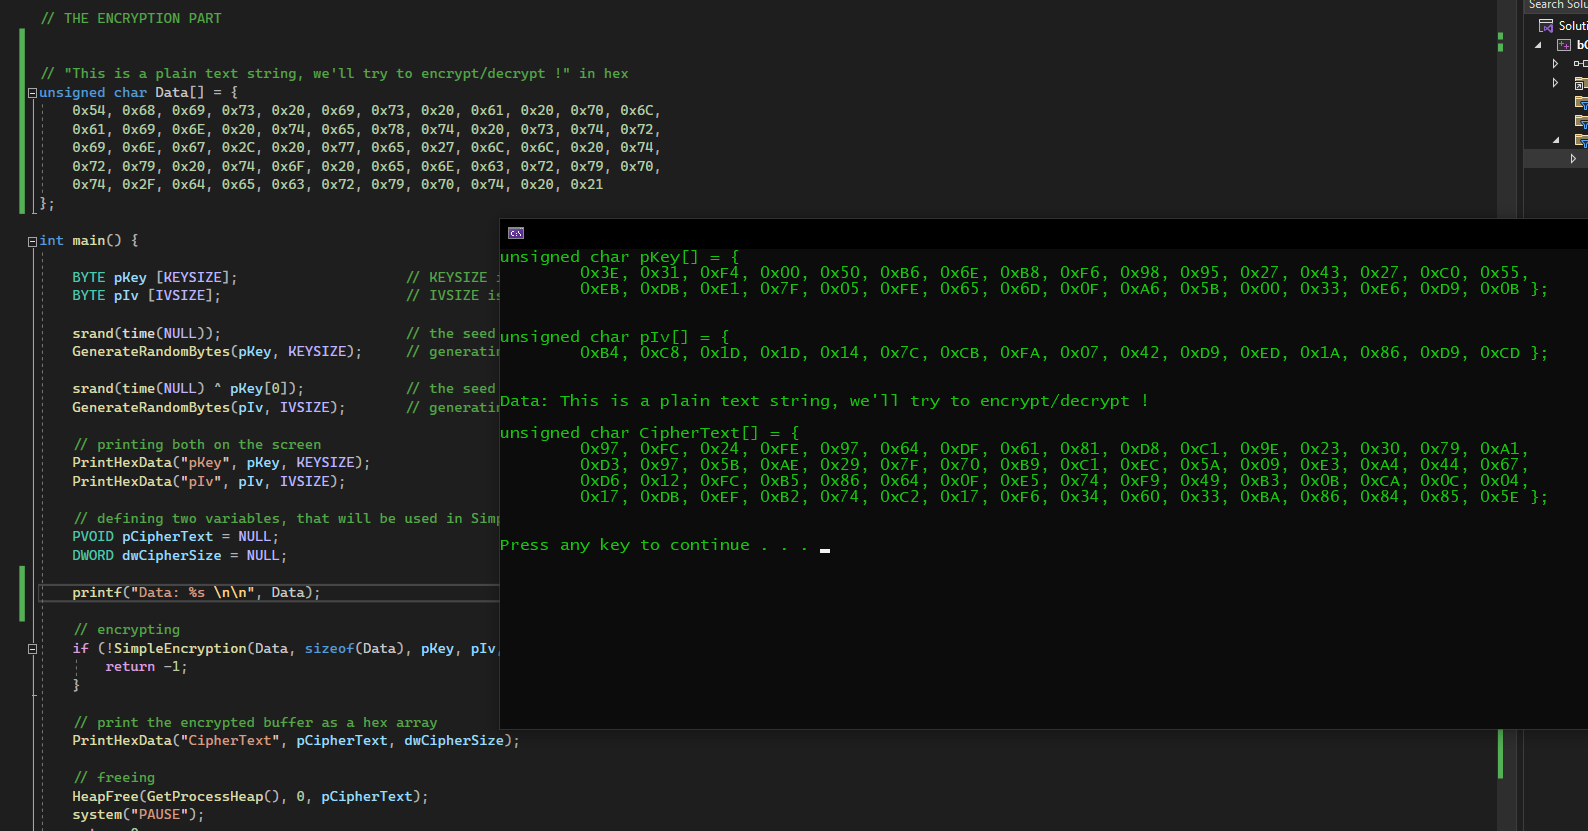 // THE ENCRYPTION PART
// "This is a plain text string, we'll try to encrypt/decrypt !" in hex
unsigned char Data[] = {
0x54, 0x68, 0x69, 0x73, 0x20, 0x69, 0x73, 0x20, 0x61, 0x20, 0x70, 0x6C,
0x61, 0x69, 0x6E, 0x20, 0x74, 0x65, 0x78, 0x74, 0x20, 0x73, 0x74, 0x72,
0x69, 0x6E, 0x67, 0x2C, 0x20, 0x77, 0x65, 0x27, 0x6C, 0x6C, 0x20, 0x74,
0x72, 0x79, 0x20, 0x74, 0x6F, 0x20, 0x65, 0x6E, 0x63, 0x72, 0x79, 0x70,
0x74, 0x2F, 0x64, 0x65, 0x63, 0x72, 0x79, 0x70, 0x74, 0x20, 0x21
};
int main() {
BYTE pKey [KEYSIZE]; // KEYSIZE i
BYTE pIv [IVSIZE]; // IVSIZE is
srand(time(NULL)); // the seed
GenerateRandomBytes(pKey, KEYSIZE); // generatin
srand(time(NULL) ^ pKey[0]); // the seed
GenerateRandomBytes(pIv, IVSIZE); // generatin
// printing both on the screen
PrintHexData("pKey", pKey, KEYSIZE);
PrintHexData("pIv", pIv, IVSIZE);
// defining two variables, that will be used in Simp
PVOID pCipherText = NULL;
DWORD dwCipherSize = NULL;
printf("Data: %s \n\n", Data);
// encrypting
if (!SimpleEncryption(Data, sizeof(Data), pKey, pIv,
return -1;
}
// print the encrypted buffer as a hex array
PrintHexData("CipherText", pCipherText, dwCipherSize);
// freeing
HeapFree(GetProcessHeap(), 0, pCipherText);
system("PAUSE");
unsigned char pKey[] = {
0x3E, 0x31, 0xF4, 0x00, 0x50, 0xB6, 0x6E, 0xB8, 0xF6, 0x98, 0x95, 0x27, 0x43, 0x27, 0xC0, 0x55,
0xEB, 0xDB, 0xE1, 0x7F, 0x05, 0xFE, 0x65, 0x6D, 0x0F, 0xA6, 0x5B, 0x00, 0x33, 0xE6, 0xD9, 0x0B };
unsigned char pIv[] = {
0xB4, 0xC8, 0x1D, 0x1D, 0x14, 0x7C, 0xCB, 0xFA, 0x07, 0x42, 0xD9, 0xED, 0x1A, 0x86, 0xD9, 0xCD };
Data: This is a plain text string, we'll try to encrypt/decrypt !
unsigned char CipherText[] = {
0x97, 0xFC, 0x24, 0xFE, 0x97, 0x64, 0xDF, 0x61, 0x81, 0xD8, 0xC1, 0x9E, 0x23, 0x30, 0x79, 0xA1,
0xD3, 0x97, 0x5B, 0xAE, 0x29, 0x7F, 0x70, 0xB9, 0xC1, 0xEC, 0x5A, 0x09, 0xE3, 0xA4, 0x44, 0x67,
0xD6, 0x12, 0xFC, 0xB5, 0x86, 0x64, 0x0F, 0xE5, 0x74, 0xF9, 0x49, 0xB3, 0x0B, 0xCA, 0x0C, 0x04,
0x17, 0xDB, 0xEF, 0xB2, 0x74, 0xC2, 0x17, 0xF6, 0x34, 0x60, 0x33, 0xBA, 0x86, 0x84, 0x85, 0x5E };
Press any key to continue . . .
Search Solu
Soluti